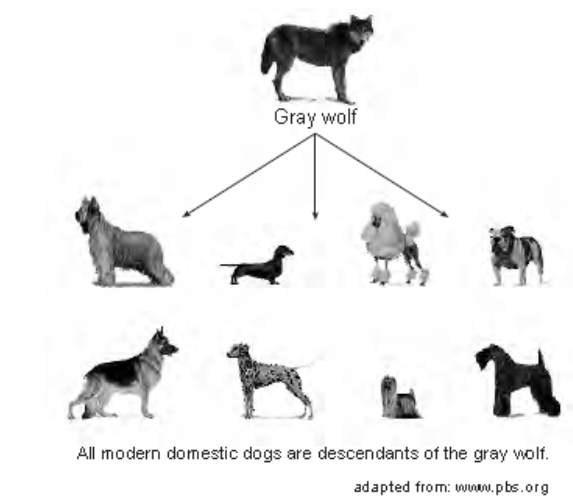 Gray wolf
All modern domestic dogs are descendants of the gray wolf.
adapted from: www.pbs.org